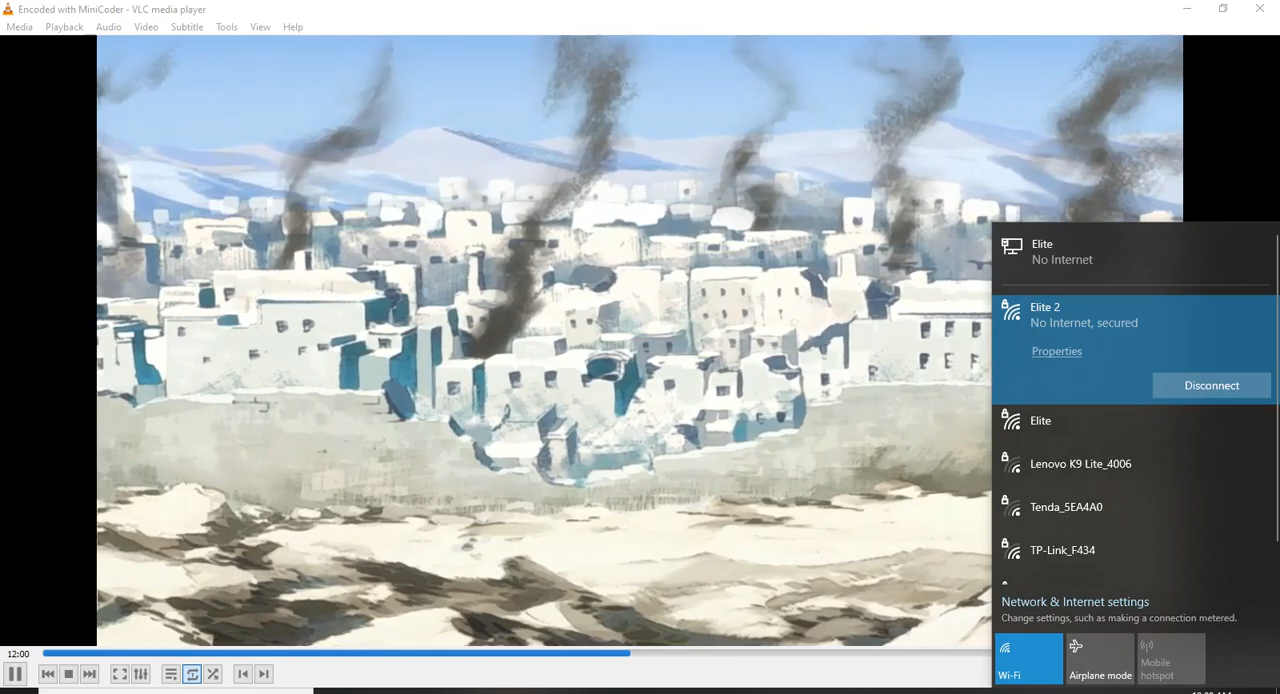 Encoded with MiniCoder - VLC media player
Media Playback Audio Video Subtitle Tools View Help
Elite
No Internet
Elite 2
No Internet, secured
Properties
Disconnect
Elite
Lenovo K9 Lite_4006
Tenda_5EA4A0
TP-Link_F434
Network & Internet settings
Change settings, such as making a connection metered.
12:00
Wi-Fi
Airplane mode
Mobile
hotspot